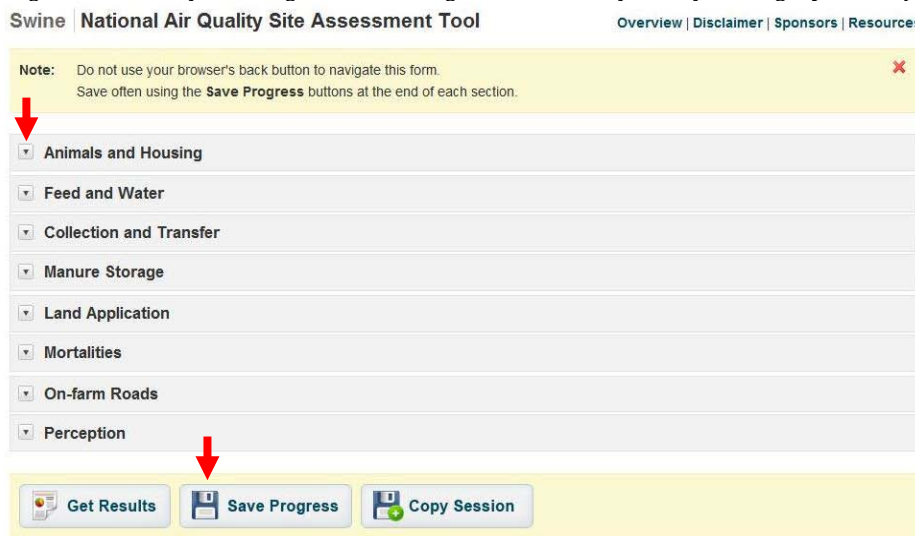 Swine | National Air Quality Site Assessment Tool
Overview | Disclaimer | Sponsors | Resources
Note: Do not use your browser's back button to navigate this form.
Save often using the Save Progress buttons at the end of each section.
Animals and Housing
Feed and Water
Collection and Transfer
Manure Storage
Land Application
Mortalities
On-farm Roads
Perception
Get Results Save Progress Copy Session